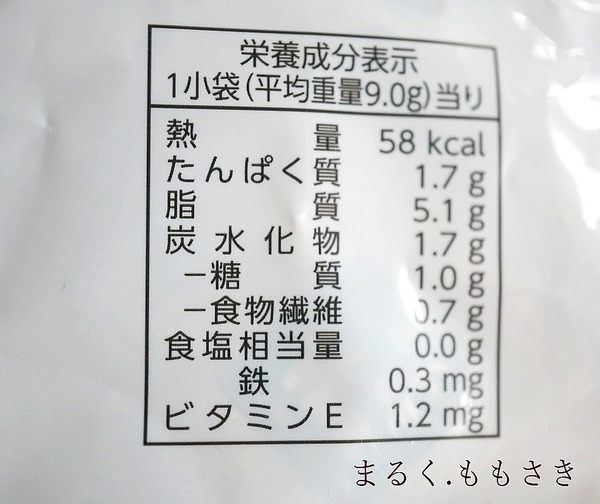 栄養成分表示
1小袋(平均重量9.0g)当り
熱量 58 kcal
たんぱく質 1.7 g
脂質 5.1 g
炭水化物 1.7 g
−糖質 1.0 g
−食物繊維 0.7 g
食塩相当量 0.0 g
鉄 0.3 mg
ビタミンE 1.2 mg
まるく.ももさき